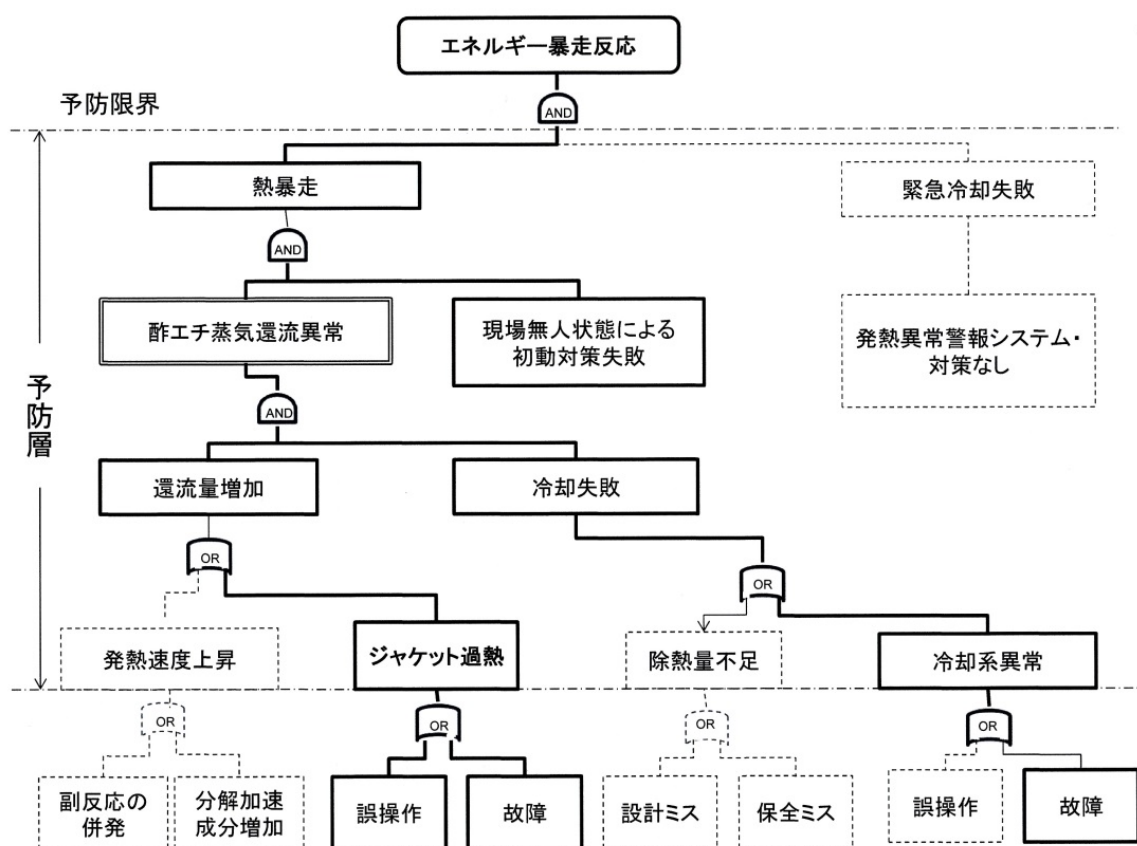 エネルギー暴走反応
AND
予防限界
熱暴走
緊急冷却失敗
AND
酢エチ蒸気還流異常
現場無人状態による
初動対策失敗
発熱異常警報システム・
対策なし
予防層
AND
還流量増加
冷却失敗
OR
OR
発熱速度上昇
ジャケット過熱
除熱量不足
冷却系異常
OR
OR
OR
OR
副反応の
併発
分解加速
成分増加
誤操作
故障
設計ミス
保全ミス
誤操作
故障